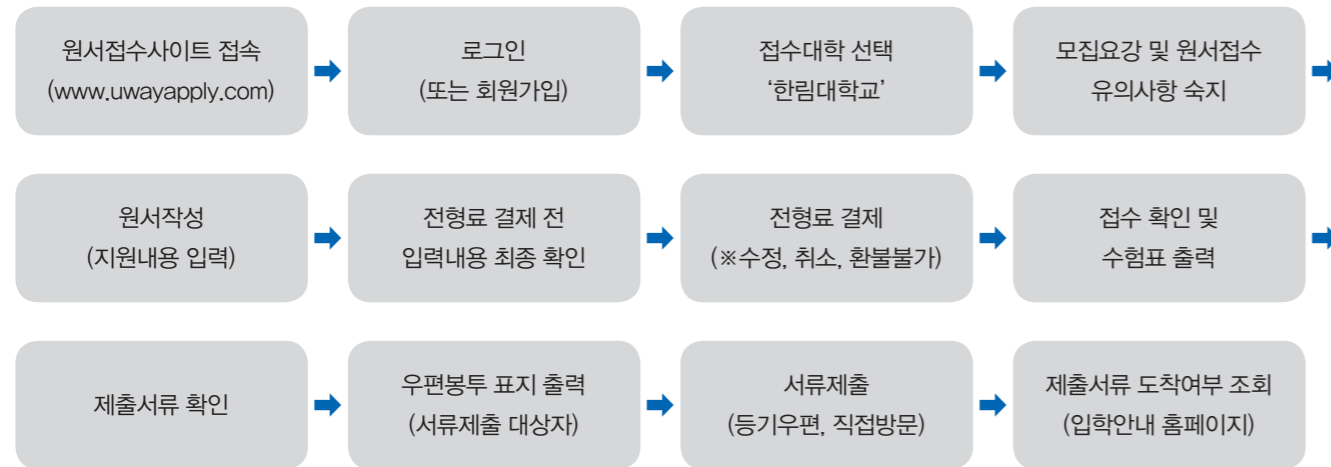 원서접수사이트 접속
(www.uwayapply.com)
로그인
(또는 회원가입)
접수대학 선택
‘한림대학교’
모집요강 및 원서접수
유의사항 숙지
원서작성
(지원내용 입력)
전형료 결제 전
입력내용 최종 확인
전형료 결제
(※수정, 취소, 환불불가)
접수 확인 및
수험표 출력
제출서류 확인
우편봉투 표지 출력
(서류제출 대상자)
서류제출
(등기우편, 직접방문)
제출서류 도착여부 조회
(입학안내 홈페이지)